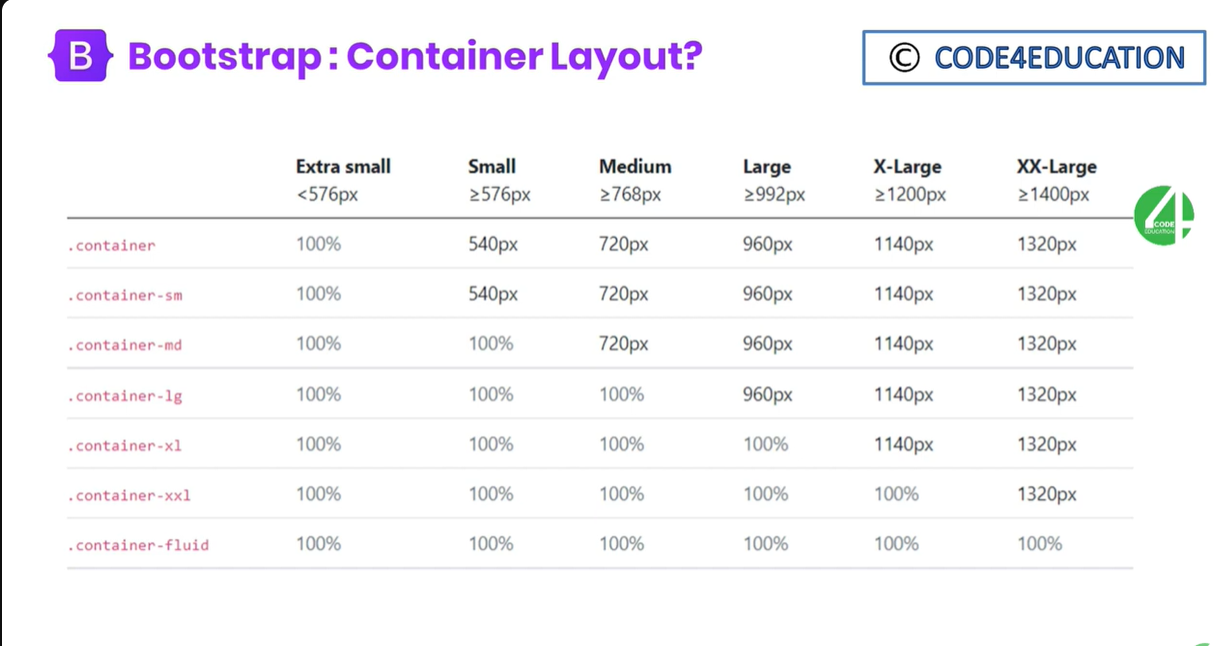 B Bootstrap : Container Layout?
© CODE4EDUCATION
Extra small Small Medium Large X-Large XX-Large
<576px ≥576px ≥768px ≥992px ≥1200px ≥1400px
4 CODE
EDUCATION
.container 100% 540px 720px 960px 1140px 1320px
.container-sm 100% 540px 720px 960px 1140px 1320px
.container-md 100% 100% 720px 960px 1140px 1320px
.container-lg 100% 100% 100% 960px 1140px 1320px
.container-xl 100% 100% 100% 100% 1140px 1320px
.container-xxl 100% 100% 100% 100% 100% 1320px
.container-fluid 100% 100% 100% 100% 100% 100%